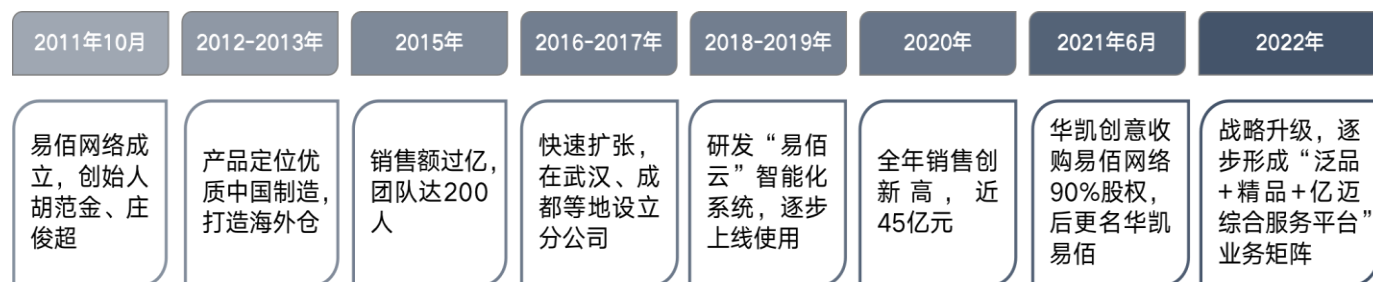 2011年10月
2012-2013年
2015年
2016-2017年
2018-2019年
2020年
2021年6月
2022年
易佰网络成
立，创始人
胡范金、庄
俊超
产品定位优
质中国制造，
打造海外仓
销售额过亿，
团队达200
人
快速扩张，
在武汉、成
都等地设立
分公司
研发“易佰
云”智能化
系统，逐步
上线使用
全年销售创
新高，近
45亿元
华凯创意收
购易佰网络
90%股权，
后更名华凯
易佰
战略升级，逐
步形成“泛品
+精品+亿迈
综合服务平台”
业务矩阵